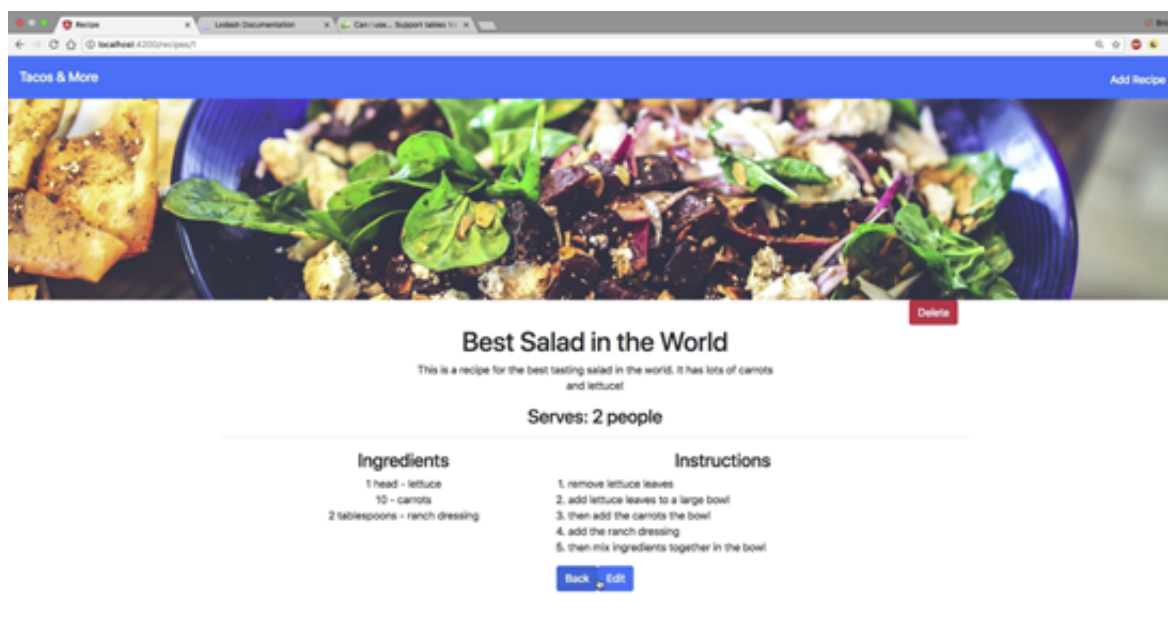 Recipe
Lodash Documentation
Can I use... Support tables for
localhost:4200/recipes/1
Tacos & More
Add Recipe
Delete
Best Salad in the World
This is a recipe for the best tasting salad in the world. It has lots of carrots
and lettuce!
Serves: 2 people
Ingredients
Instructions
1 head - lettuce
10 - carrots
2 tablespoons - ranch dressing
1. remove lettuce leaves
2. add lettuce leaves to a large bowl
3. then add the carrots the bowl
4. add the ranch dressing
5. then mix ingredients together in the bowl
Back
Edit